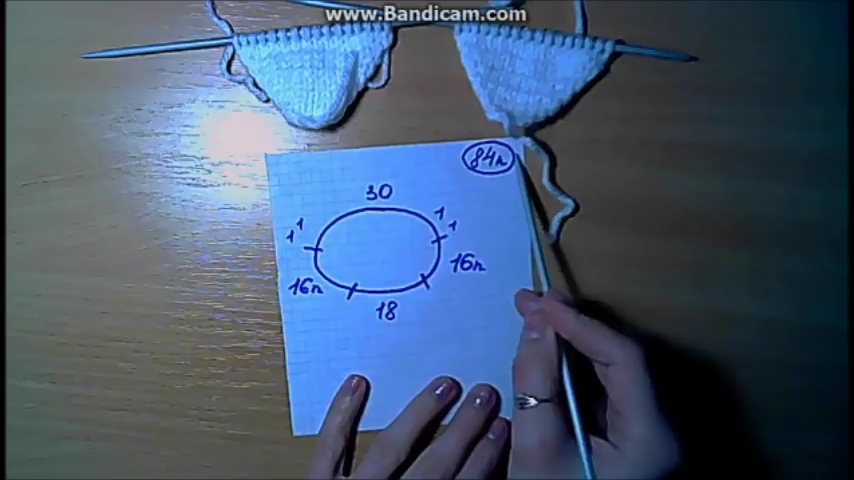 www.Bandicam.com
84п
30
1 1
1 1
16п
16п
18